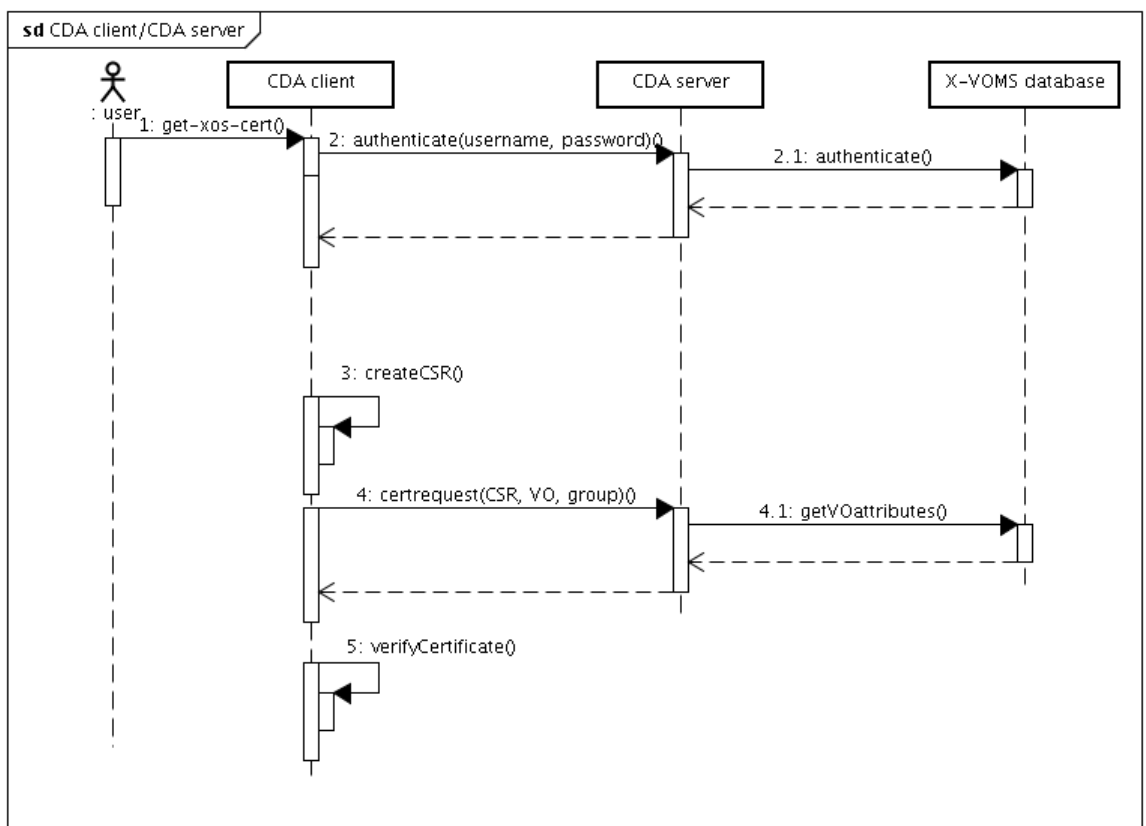 sd CDA client/CDA server
CDA client
CDA server
X-VOMS database
: user
1: get-xos-cert()
2: authenticate(username, password)()
2.1: authenticate()
3: createCSR()
4: certrequest(CSR, VO, group)()
4.1: getVOattributes()
5: verifyCertificate()